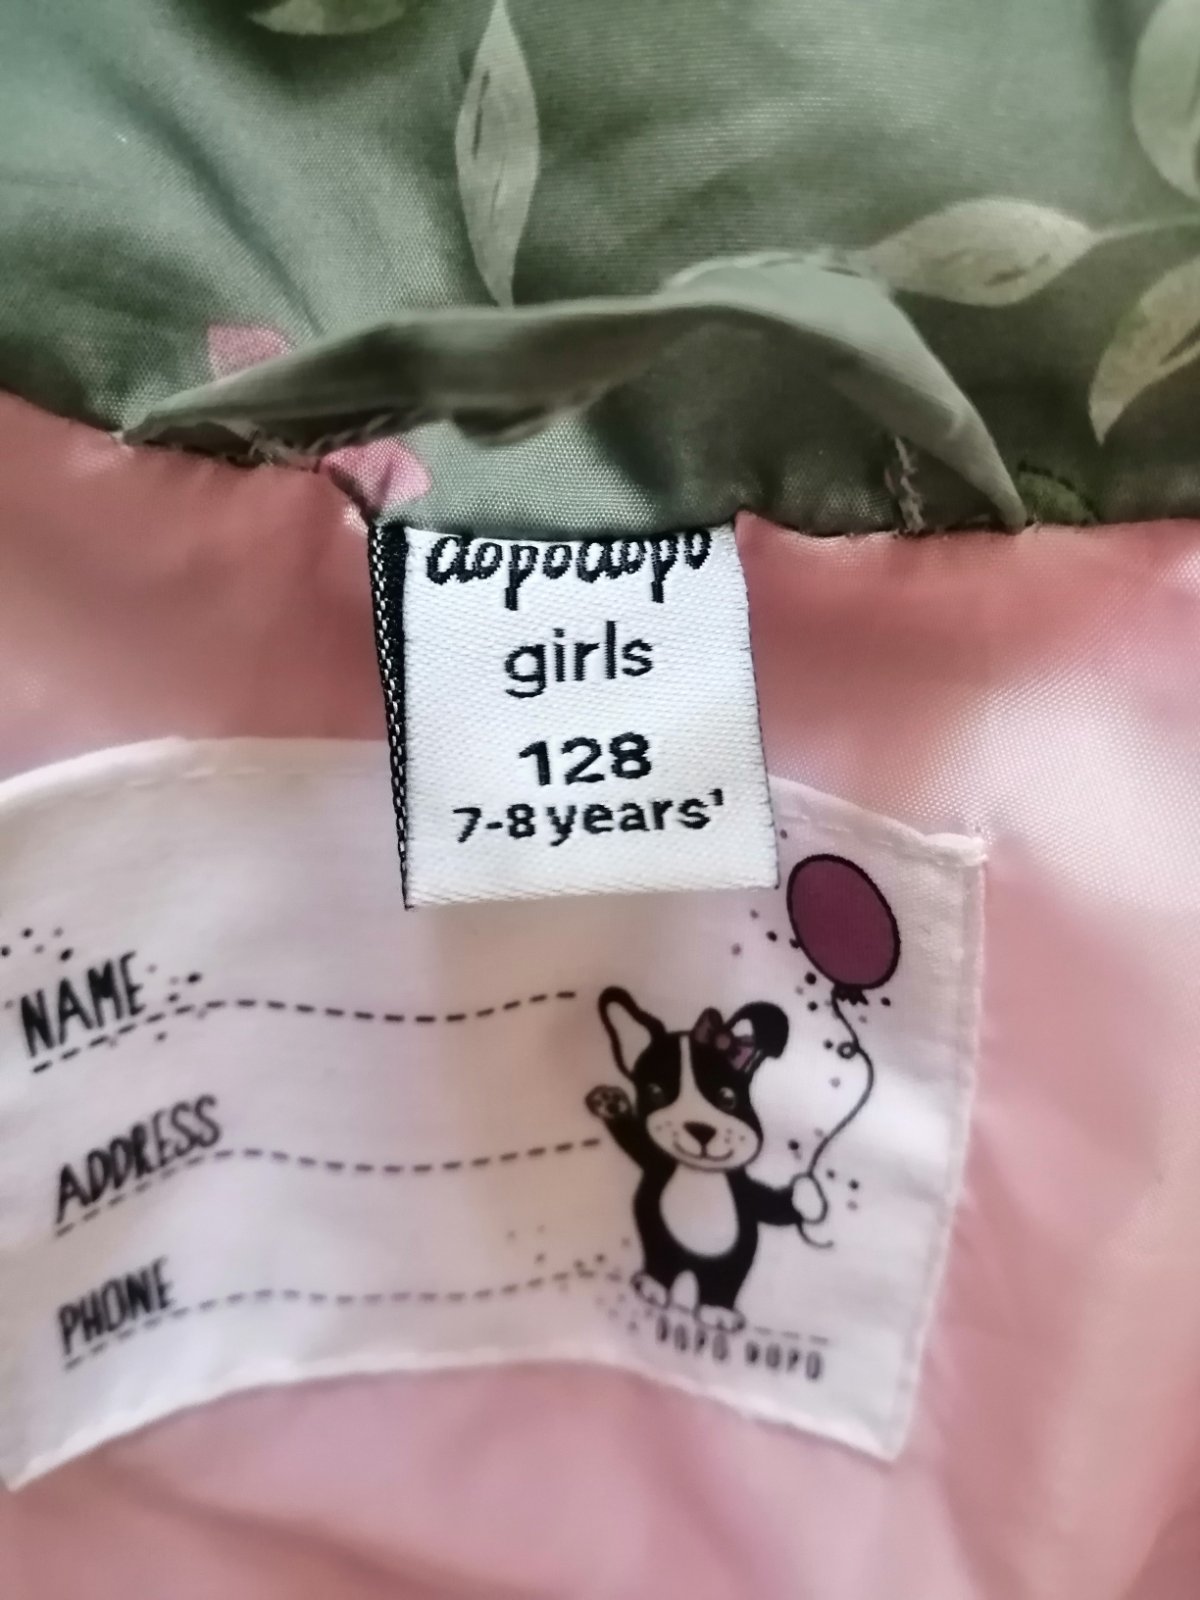 dopodopo
girls
128
7-8 years'
NAME
ADDRESS
PHONE
DOPO DOPO